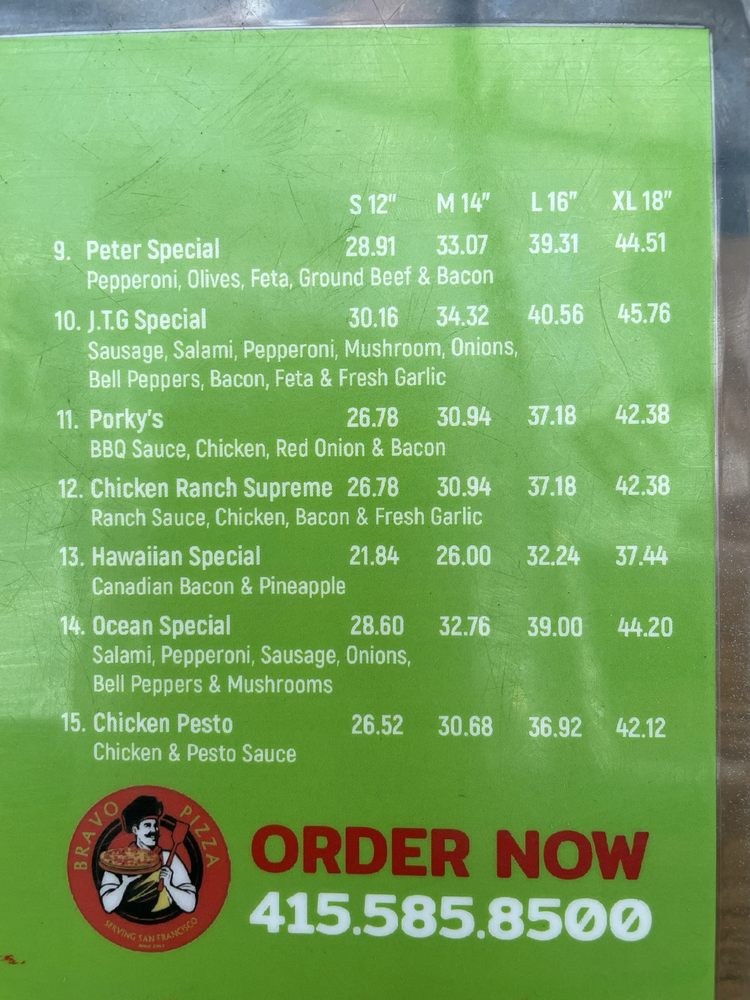 S 12" M 14" L 16" XL 18"
9. Peter Special 28.91 33.07 39.31 44.51
Pepperoni, Olives, Feta, Ground Beef & Bacon
10. J.T.G Special 30.16 34.32 40.56 45.76
Sausage, Salami, Pepperoni, Mushroom, Onions,
Bell Peppers, Bacon, Feta & Fresh Garlic
11. Porky's 26.78 30.94 37.18 42.38
BBQ Sauce, Chicken, Red Onion & Bacon
12. Chicken Ranch Supreme 26.78 30.94 37.18 42.38
Ranch Sauce, Chicken, Bacon & Fresh Garlic
13. Hawaiian Special 21.84 26.00 32.24 37.44
Canadian Bacon & Pineapple
14. Ocean Special 28.60 32.76 39.00 44.20
Salami, Pepperoni, Sausage, Onions,
Bell Peppers & Mushrooms
15. Chicken Pesto 26.52 30.68 36.92 42.12
Chicken & Pesto Sauce
BRAVO PIZZA
SERVING SAN FRANCISCO
ORDER NOW
415.585.8500